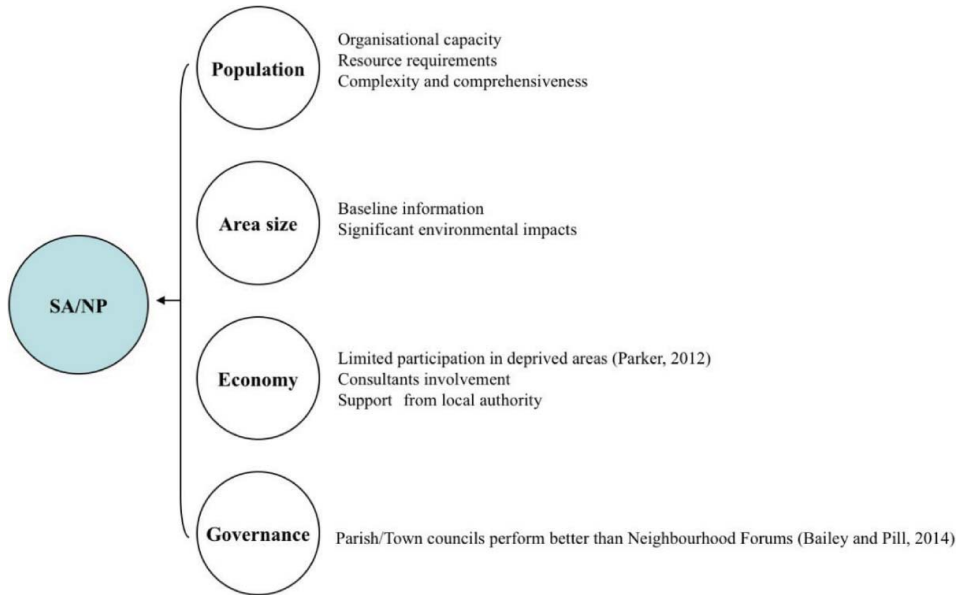 Population
Organisational capacity
Resource requirements
Complexity and comprehensiveness
Area size
Baseline information
Significant environmental impacts
SA/NP
Economy
Limited participation in deprived areas (Parker, 2012)
Consultants involvement
Support from local authority
Governance
Parish/Town councils perform better than Neighbourhood Forums (Bailey and Pill, 2014)